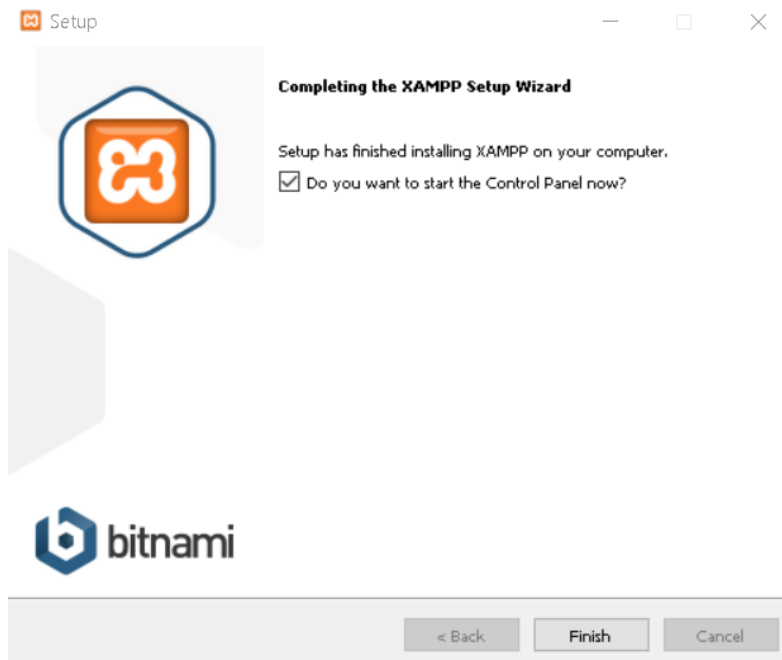 Setup
Completing the XAMPP Setup Wizard
Setup has finished installing XAMPP on your computer.
Do you want to start the Control Panel now?
bitnami
< Back
Finish
Cancel